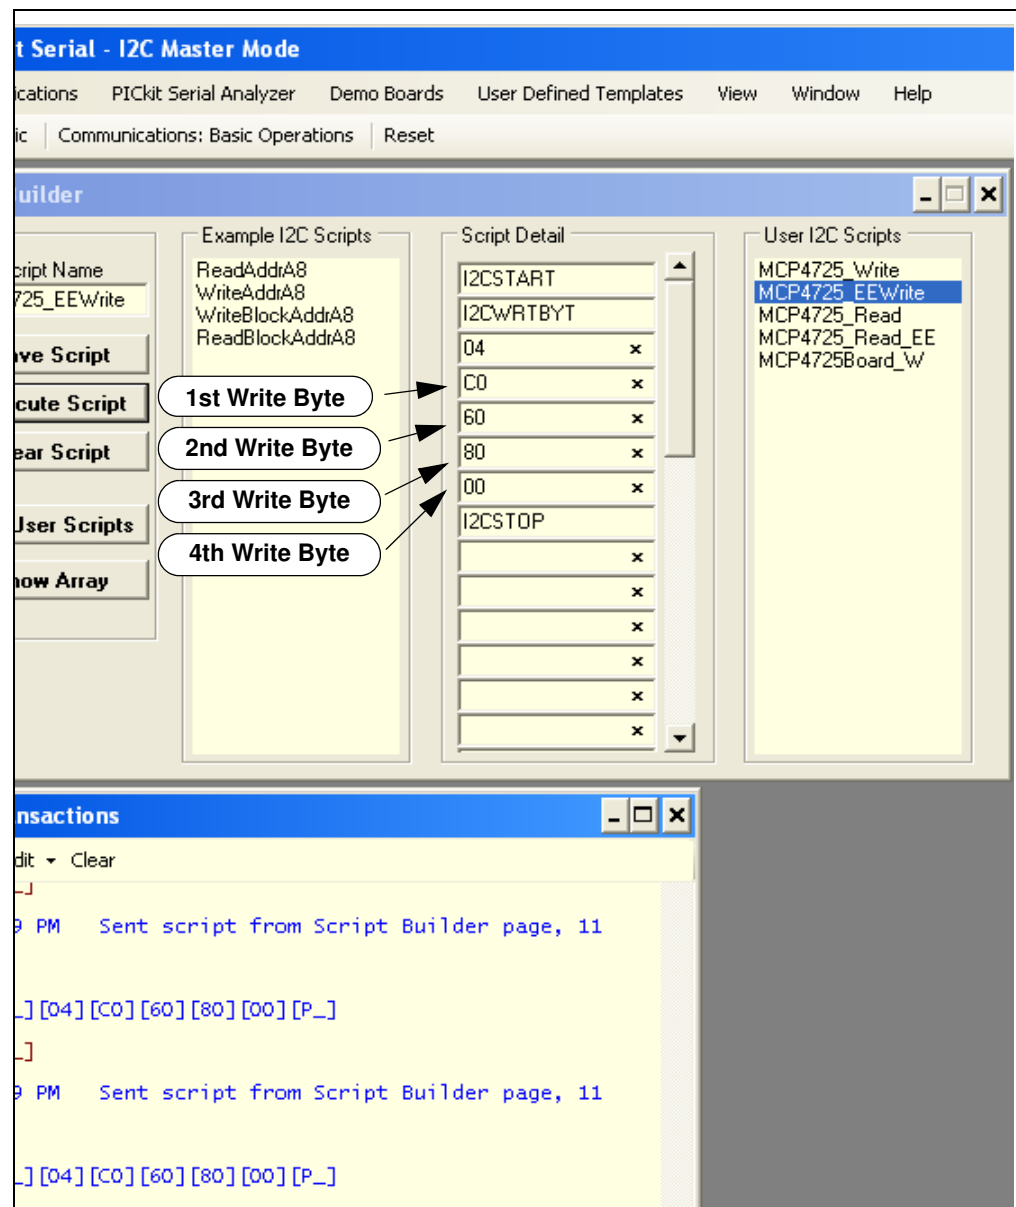 t Serial - I2C Master Mode
ications PICkit Serial Analyzer Demo Boards User Defined Templates View Window Help
ic Communications: Basic Operations Reset
uilder
Example I2C Scripts
Script Detail
User I2C Scripts
cript Name
725_EEWrite
ave Script
cute Script
ear Script
User Scripts
how Array
ReadAddrA8
WriteAddrA8
WriteBlockAddrA8
ReadBlockAddrA8
1st Write Byte
2nd Write Byte
3rd Write Byte
4th Write Byte
I2CSTART
I2CWRTBYT
04
C0
60
80
00
I2CSTOP
MCP4725_Write
MCP4725_EEWrite
MCP4725_Read
MCP4725_Read_EE
MCP4725Board_W
nsactions
dit Clear
_]
9 PM Sent script from Script Builder page, 11
_][04][C0][60][80][00][P_]
_]
9 PM Sent script from Script Builder page, 11
_][04][C0][60][80][00][P_]